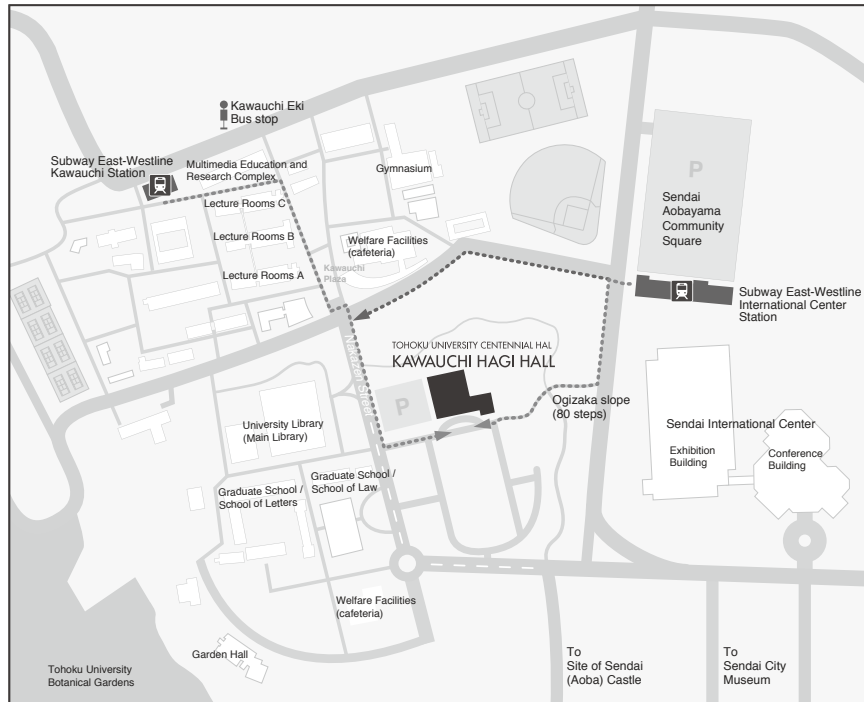 Kawauchi Eki
Bus stop
Subway East-Westline
Kawauchi Station
Multimedia Education and
Research Complex
Gymnasium
Lecture Rooms C
Lecture Rooms B
Welfare Facilities
(cafeteria)
Lecture Rooms A
Kawauchi
Plaza
P
Sendai
Aobayama
Community
Square
Subway East-Westline
International Center
Station
TOHOKU UNIVERSITY CENTENNIAL HAL
KAWAUCHI HAGI HALL
P
Ogizaka slope
(80 steps)
University Library
(Main Library)
Sendai International Center
Exhibition
Building
Conference
Building
Graduate School /
School of Law
Graduate School /
School of Letters
Welfare Facilities
(cafeteria)
Garden Hall
Tohoku University
Botanical Gardens
To
Site of Sendai
(Aoba) Castle
To
Sendai City
Museum